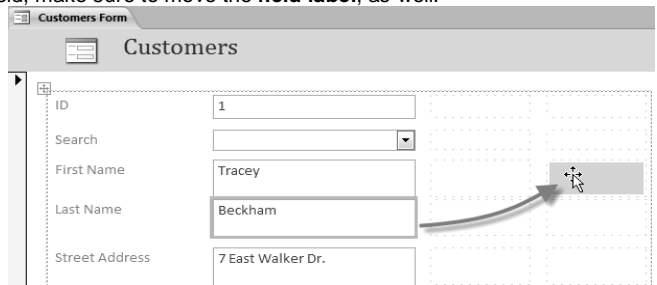 make sure to move the field label, as well.
Customers Form
Customers
ID 1
Search
First Name Tracey
Last Name Beckham
Street Address 7 East Walker Dr.